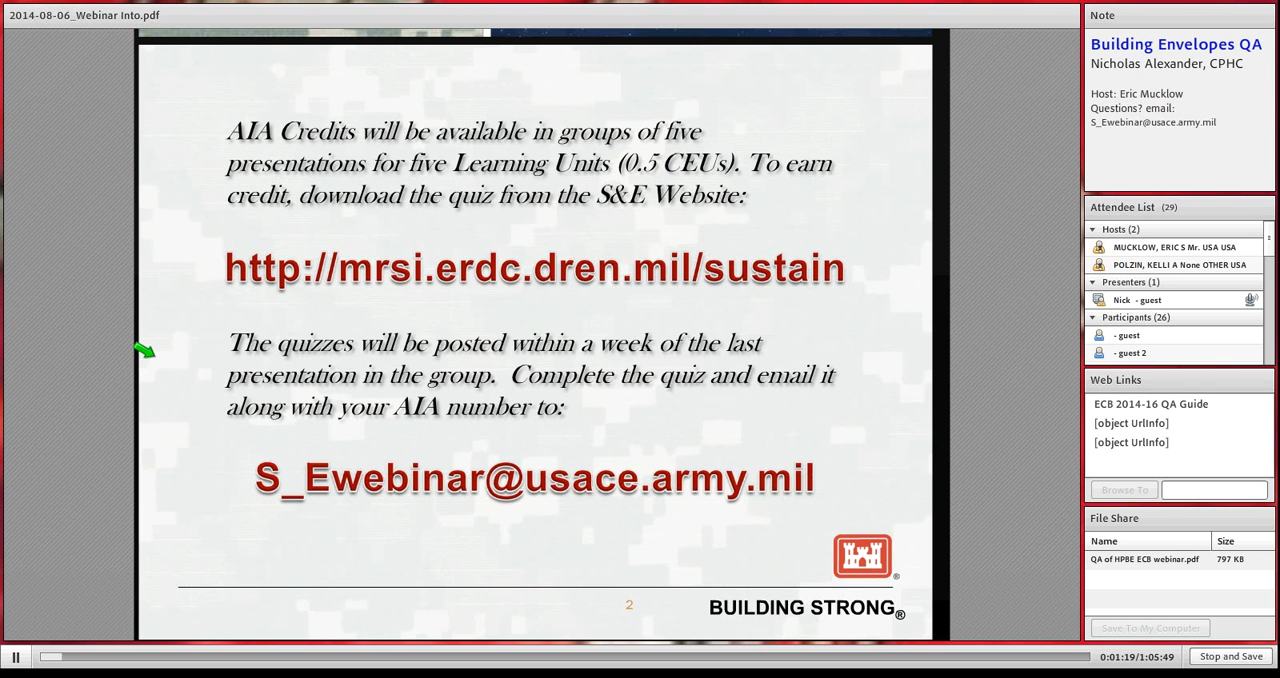 2014-08-06_Webinar Into.pdf
AIA Credits will be available in groups of five
presentations for five Learning Units (0.5 CEUs). To earn
credit, download the quiz from the S&E Website:
http://mrsi.erdc.dren.mil/sustain
The quizzes will be posted within a week of the last
presentation in the group. Complete the quiz and email it
along with your AIA number to:
S_Ewebinar@usace.army.mil
®
2
BUILDING STRONG®
Note
Building Envelopes QA
Nicholas Alexander, CPHC
Host: Eric Mucklow
Questions? email:
S_Ewebinar@usace.army.mil
Attendee List (29)
Hosts (2)
MUCKLOW, ERIC S Mr. USA USA
POLZIN, KELLI A None OTHER USA
Presenters (1)
Nick - guest
Participants (26)
- guest
- guest 2
Web Links
ECB 2014-16 QA Guide
[object UrlInfo]
[object UrlInfo]
Browse To
File Share
Name Size
QA of HPBE ECB webinar.pdf 797 KB
Save To My Computer
0:01:19/1:05:49
Stop and Save